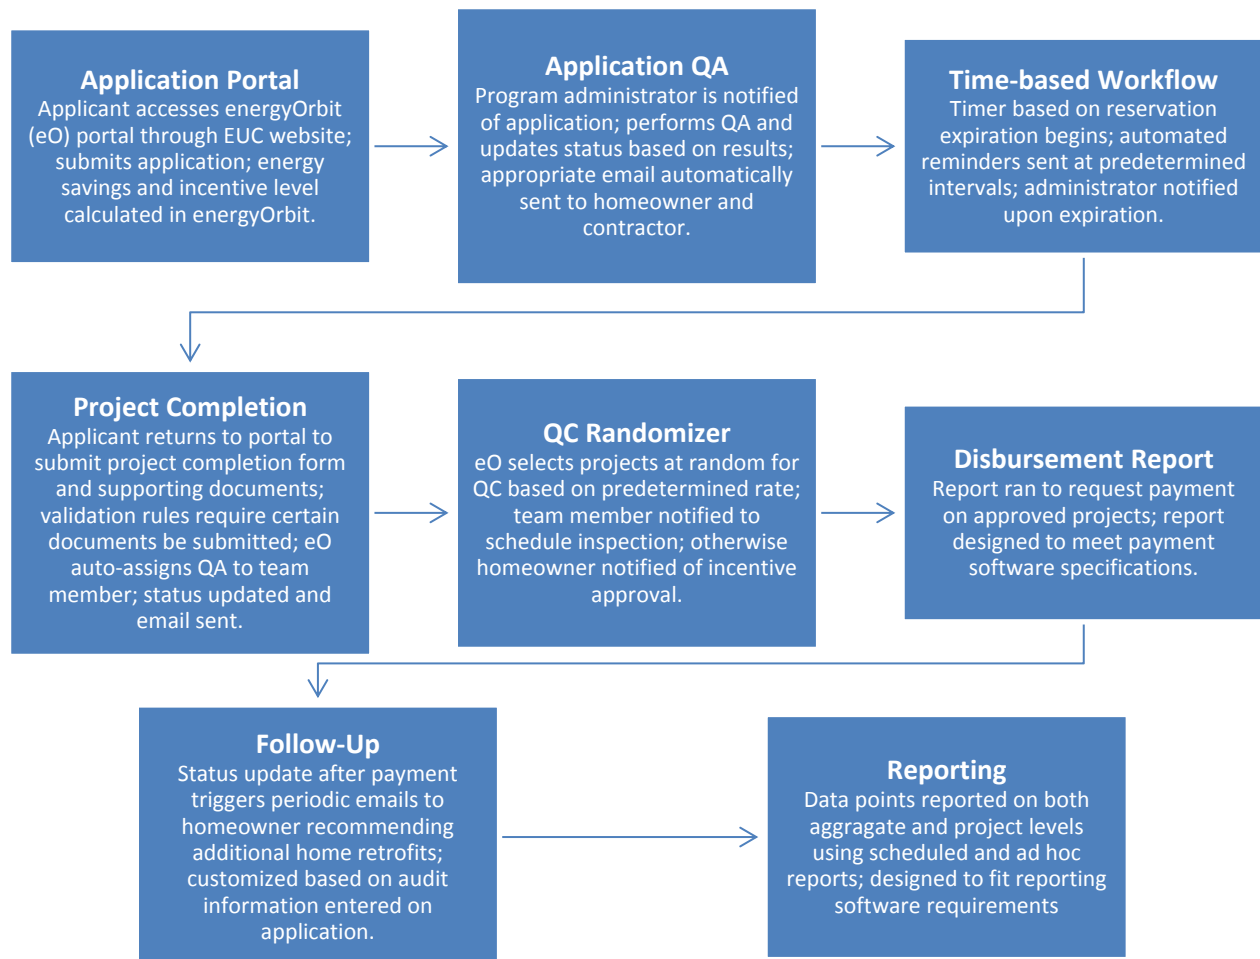 Application Portal
Applicant accesses energyOrbit
(eO) portal through EUC website;
submits application; energy
savings and incentive level
calculated in energyOrbit.
Application QA
Program administrator is notified
of application; performs QA and
updates status based on results;
appropriate email automatically
sent to homeowner and
contractor.
Time-based Workflow
Timer based on reservation
expiration begins; automated
reminders sent at predetermined
intervals; administrator notified
upon expiration.
Project Completion
Applicant returns to portal to
submit project completion form
and supporting documents;
validation rules require certain
documents be submitted; eO
auto-assigns QA to team
member; status updated and
email sent.
QC Randomizer
eO selects projects at random for
QC based on predetermined rate;
team member notified to
schedule inspection; otherwise
homeowner notified of incentive
approval.
Disbursement Report
Report ran to request payment
on approved projects; report
designed to meet payment
software specifications.
Follow-Up
Status update after payment
triggers periodic emails to
homeowner recommending
additional home retrofits;
customized based on audit
information entered on
application.
Reporting
Data points reported on both
aggragate and project levels
using scheduled and ad hoc
reports; designed to fit reporting
software requirements